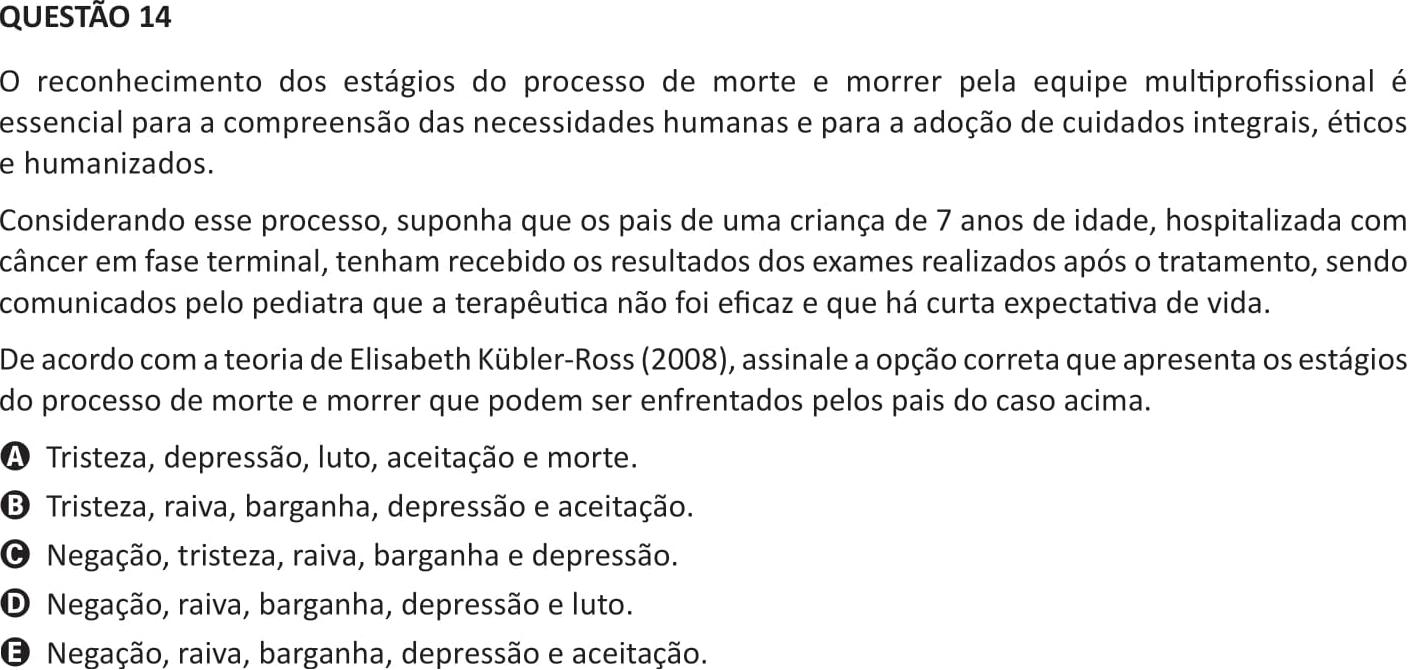 QUESTÃO 14
O reconhecimento dos estágios do processo de morte e morrer pela equipe multiprofissional é
essencial para a compreensão das necessidades humanas e para a adoção de cuidados integrais, éticos
e humanizados.
Considerando esse processo, suponha que os pais de uma criança de 7 anos de idade, hospitalizada com
câncer em fase terminal, tenham recebido os resultados dos exames realizados após o tratamento, sendo
comunicados pelo pediatra que a terapêutica não foi eficaz e que há curta expectativa de vida.
De acordo com a teoria de Elisabeth Kübler-Ross (2008), assinale a opção correta que apresenta os estágios
do processo de morte e morrer que podem ser enfrentados pelos pais do caso acima.
A Tristeza, depressão, luto, aceitação e morte.
B Tristeza, raiva, barganha, depressão e aceitação.
C Negação, tristeza, raiva, barganha e depressão.
D Negação, raiva, barganha, depressão e luto.
E Negação, raiva, barganha, depressão e aceitação.